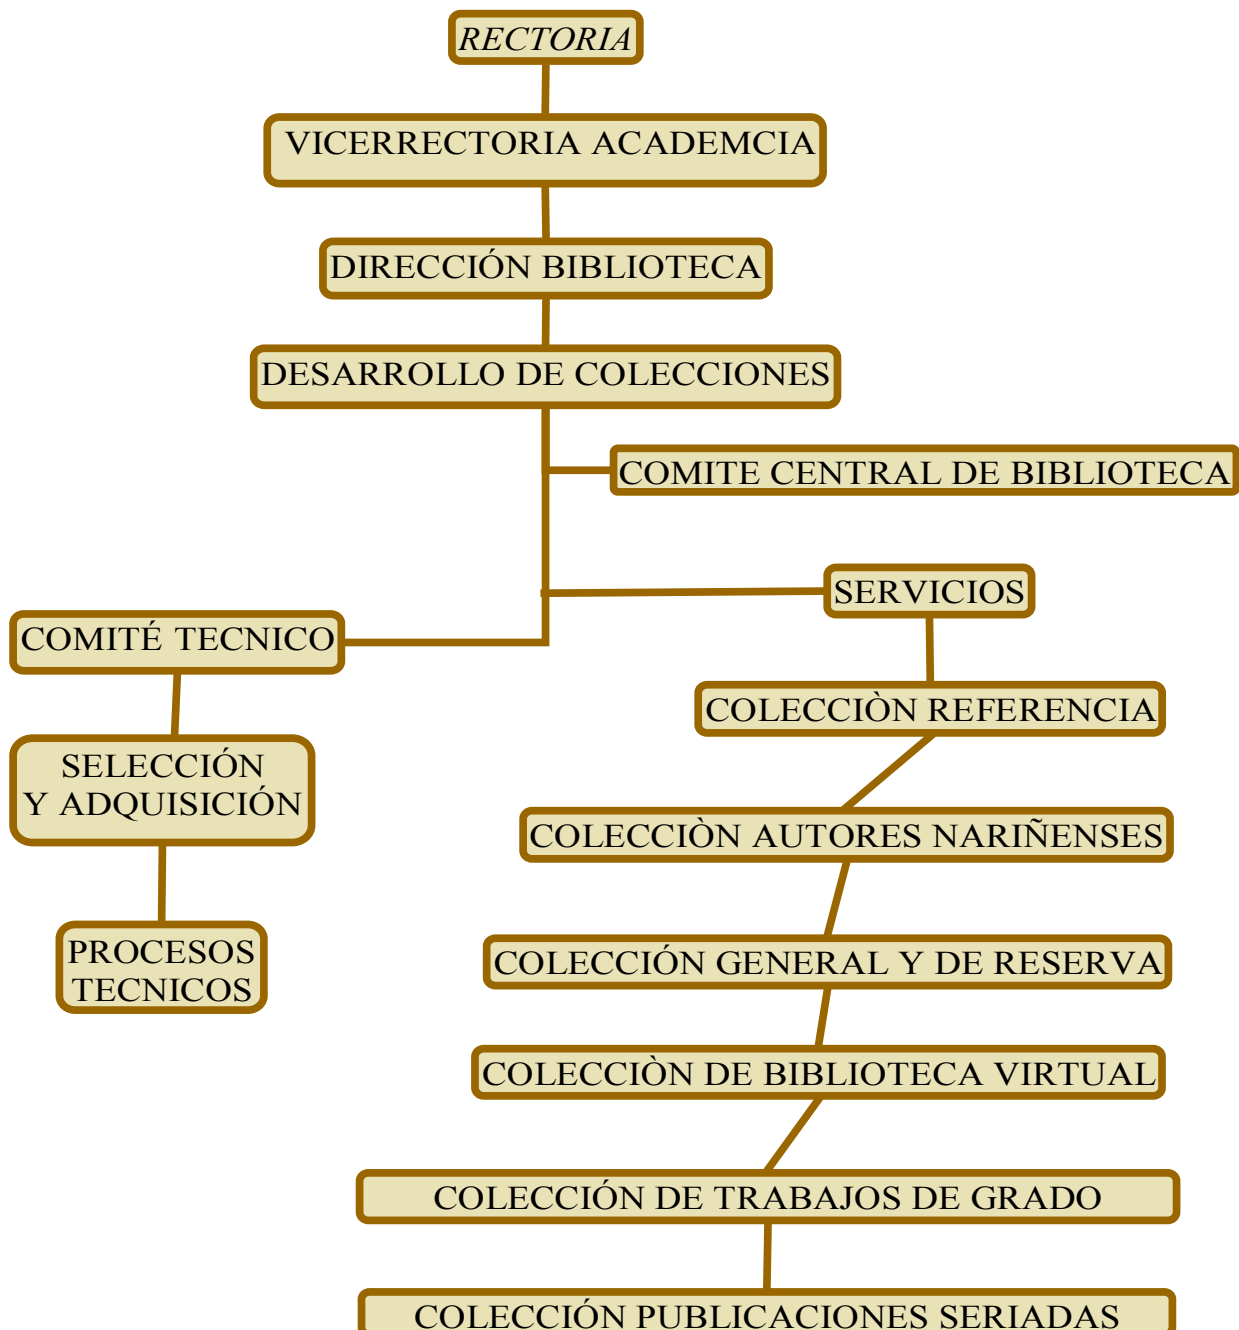 RECTORIA
VICERRECTORIA ACADEMCIA
DIRECCIÓN BIBLIOTECA
DESARROLLO DE COLECCIONES
COMITE CENTRAL DE BIBLIOTECA
SERVICIOS
COMITÉ TECNICO
COLECCIÒN REFERENCIA
SELECCIÓN
Y ADQUISICIÓN
COLECCIÒN AUTORES NARIÑENSES
PROCESOS
TECNICOS
COLECCIÓN GENERAL Y DE RESERVA
COLECCIÒN DE BIBLIOTECA VIRTUAL
COLECCIÓN DE TRABAJOS DE GRADO
COLECCIÓN PUBLICACIONES SERIADAS